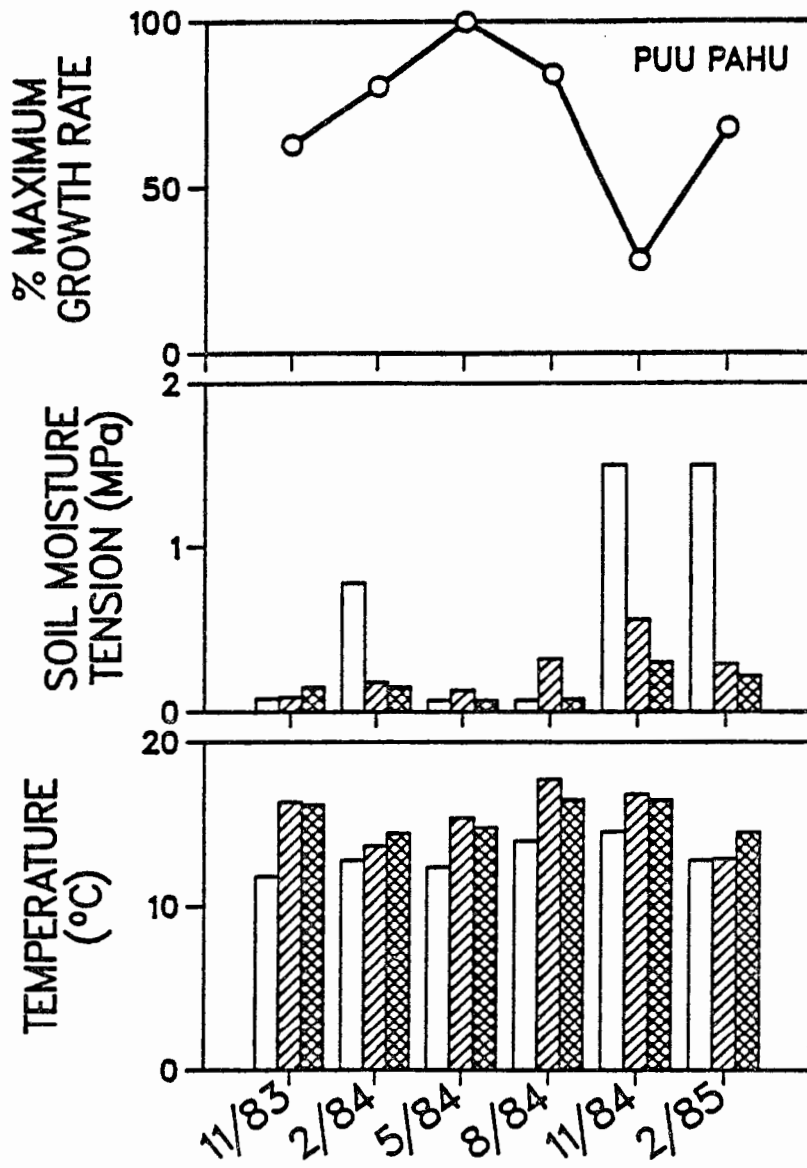 PUU PAHU
% MAXIMUM
GROWTH RATE
100
50
0
SOIL MOISTURE
TENSION (MPa)
2
1
0
TEMPERATURE
(°C)
20
10
0
11/83
2/84
5/84
8/84
11/84
2/85